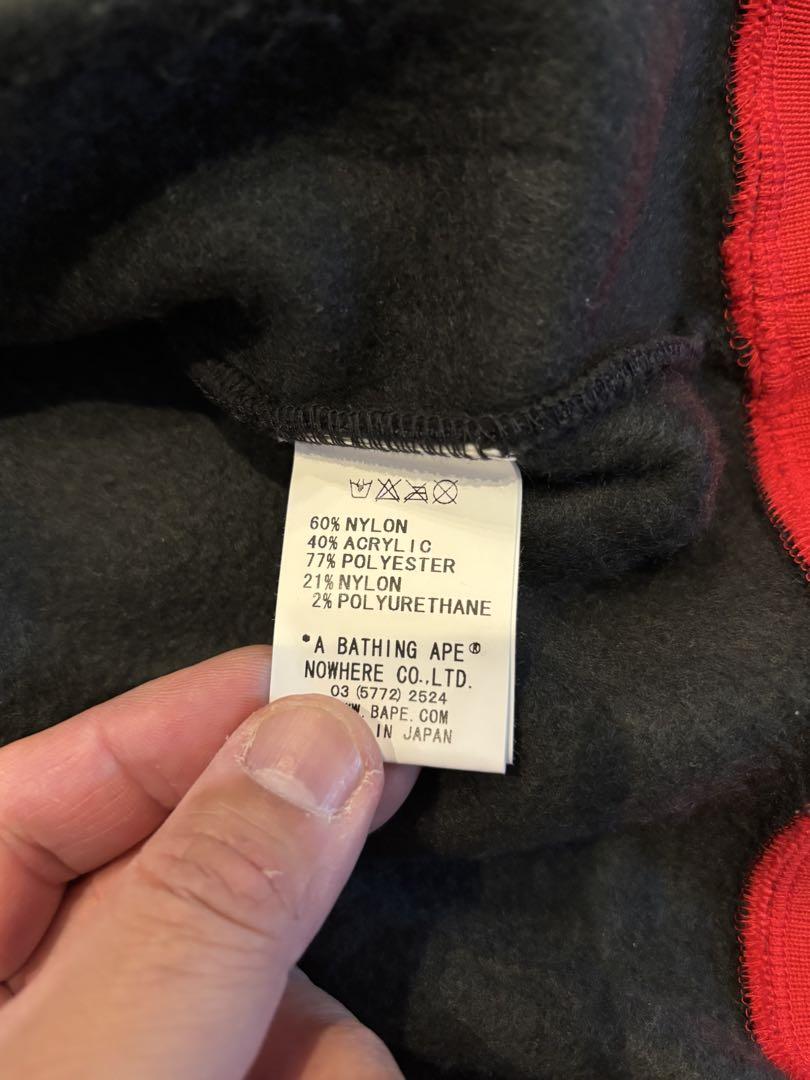 60% NYLON
40% ACRYLIC
77% POLYESTER
21% NYLON
2% POLYURETHANE
*A BATHING APE®
NOWHERE CO.,LTD.
03 (5772) 2524
.BAPE.COM
IN JAPAN